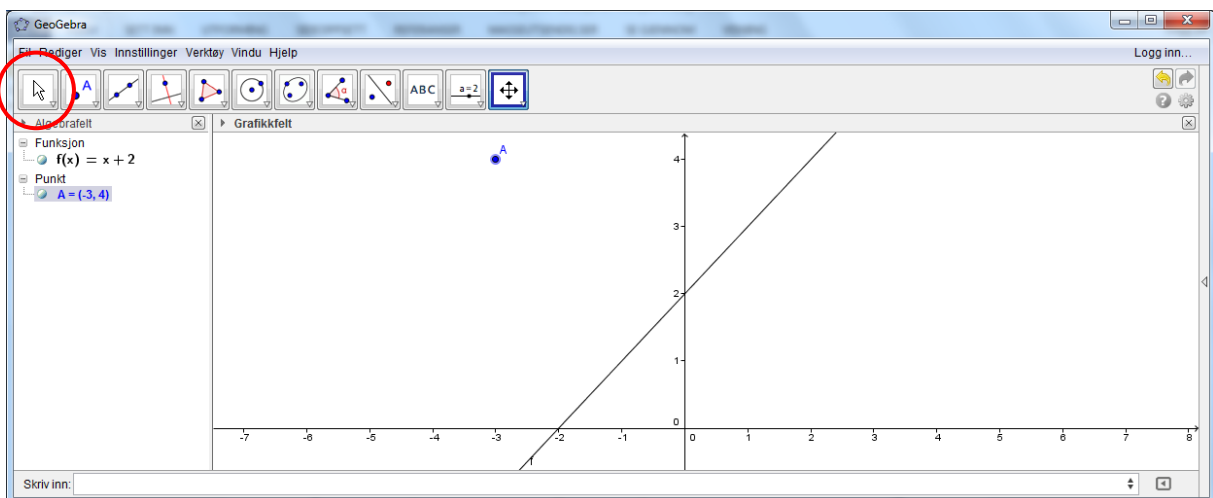 GeoGebra
Fil Rediger Vis Innstillinger Verktøy Vindu Hjelp Logg inn...
A α ABC a=2
Algebrafelt Grafikkfelt
Funksjon
f(x) = x + 2
Punkt
A = (-3, 4)
A
4
3
2
1
0
-7 -6 -5 -4 -3 -2 -1 0 1 2 3 4 5 6 7 8
f
Skriv inn: